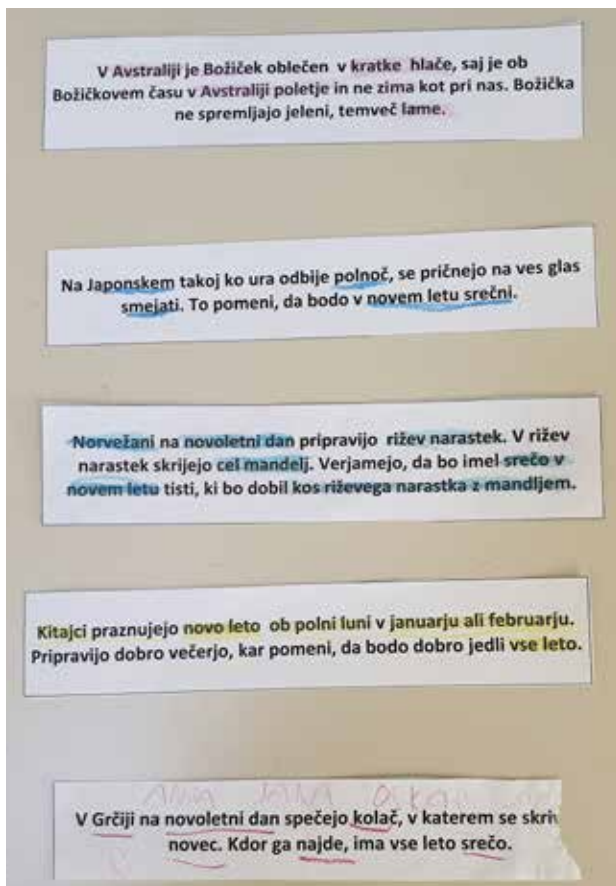 V Avstraliji je Božiček oblečen v kratke hlače, saj je ob
Božičkovem času v Avstraliji poletje in ne zima kot pri nas. Božička
ne spremljajo jeleni, temveč lame.
Na Japonskem takoj ko ura odbije polnoč, se pričnejo na ves glas
smejati. To pomeni, da bodo v novem letu srečni.
Norvežani na novoletni dan pripravijo rižev narastek. V rižev
narastek skrijejo cel mandelj. Verjamejo, da bo imel srečo v
novem letu tisti, ki bo dobil kos riževega narastka z mandljem.
Kitajci praznujejo novo leto ob polni luni v januarju ali februarju.
Pripravijo dobro večerjo, kar pomeni, da bodo dobro jedli vse leto.
V Grčiji na novoletni dan spečejo kolač, v katerem se
novec. Kdor ga najde, ima vse leto srečo.